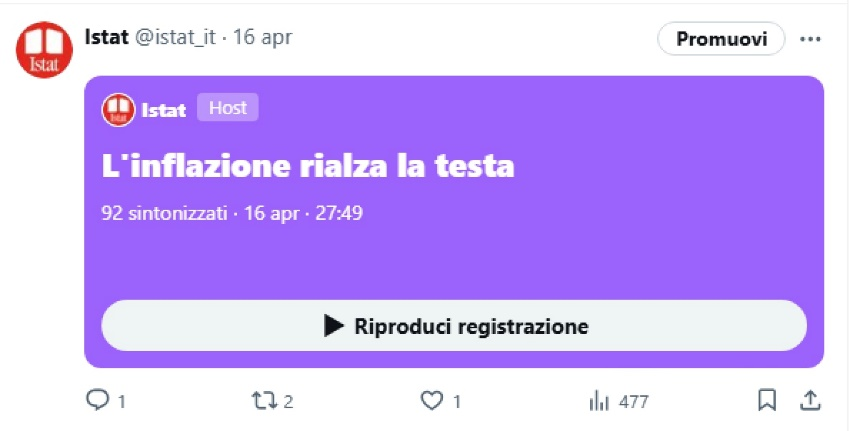 Istat @istat_it · 16 apr
Promuovi
Istat
Istat Host
L'inflazione rialza la testa
92 sintonizzati · 16 apr · 27:49
Riproduci registrazione
1 2 1 477